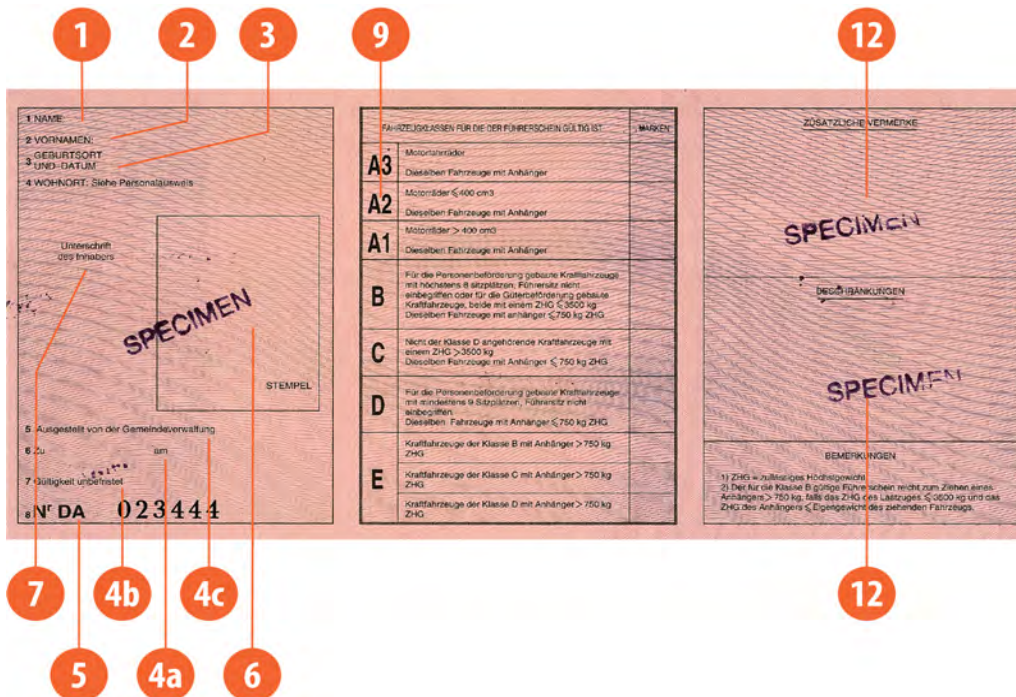 1
2
3
9
12
1 NAME:
2 VORNAMEN:
3 GEBURTSORT
UND DATUM
4 WOHNORT: Siehe Personalausweis
Unterschrift
des Inhabers
SPECIMEN
STEMPEL
5 Ausgestellt von der Gemeindeverwaltung
6 Zu am
7 Gültigkeit unbefristet
8 Nr DA 023444
FAHRZEUGKLASSEN FÜR DIE DER FÜHRERSCHEIN GÜLTIG IST MARKEN
A3
Motorfahrräder
Dieselben Fahrzeuge mit Anhänger
A2
Motorräder ⩽ 400 cm3
Dieselben Fahrzeuge mit Anhänger
A1
Motorräder > 400 cm3
Dieselben Fahrzeuge mit Anhänger
B
Für die Personenbeförderung gebaute Kraftfahrzeuge
mit höchstens 8 sitzplätzen, Führersitz nicht
einbegriffen oder für die Güterbeförderung gebaute
Kraftfahrzeuge, beide mit einem ZHG ⩽ 3500 kg
Dieselben Fahrzeuge mit anhänger ⩽ 750 kg ZHG
C
Nicht der Klasse D angehörende Kraftfahrzeuge mit
einem ZHG > 3500 kg
Dieselben Fahrzeuge mit Anhänger ⩽ 750 kg ZHG
D
Für die Personenbeförderung gebaute Kraftfahrzeuge
mit mindestens 9 Sitzplätzen, Führersitz nicht
einbegriffen
Dieselben Fahrzeuge mit Anhänger ⩽ 750 kg ZHG
E
Kraftfahrzeuge der Klasse B mit Anhänger > 750 kg
ZHG
Kraftfahrzeuge der Klasse C mit Anhänger > 750 kg
ZHG
Kraftfahrzeuge der Klasse D mit Anhänger > 750 kg
ZHG
ZUSÄTZLICHE VERMERKE
SPECIMEN
BESCHRÄNKUNGEN
SPECIMEN
BEMERKUNGEN
1) ZHG = zulässiges Höchstgewicht
2) Der für die Klasse B gültige Führerschein reicht zum Ziehen eines
Anhängers > 750 kg, falls das ZHG des Lastzuges ⩽ 3500 kg und das
ZHG des Anhängers ⩽ Eigengewicht des ziehenden Fahrzeugs.
7
4b
4c
12
5
4a
6